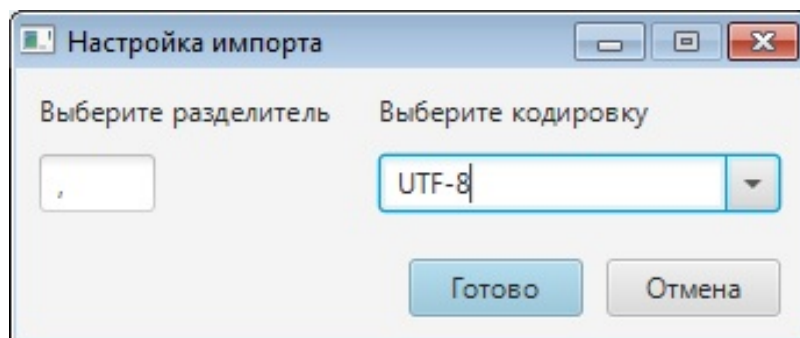 Настройка импорта
Выберите разделитель Выберите кодировку
, UTF-8
Готово Отмена